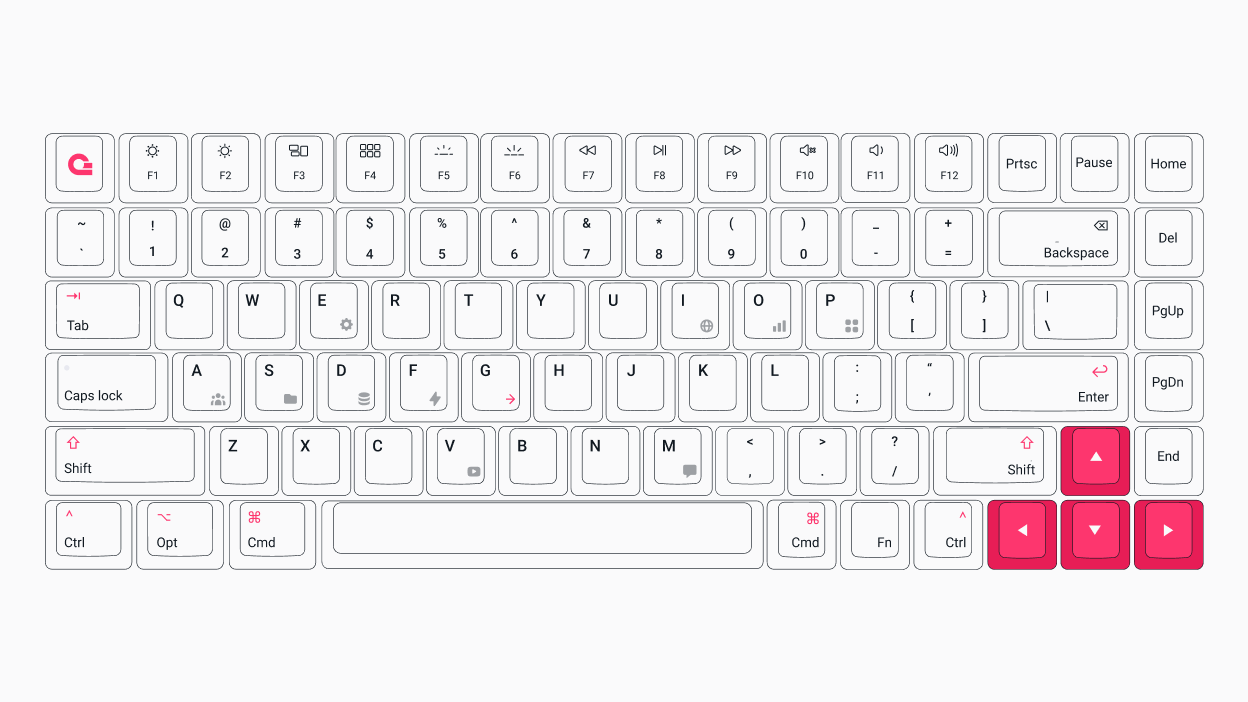 F1 F2 F3 F4 F5 F6 F7 F8 F9 F10 F11 F12 Prtsc Pause Home
~ ! @ # $ % ^ & * ( ) _ +
` 1 2 3 4 5 6 7 8 9 0 - = Backspace Del
Q W E R T Y U I O P { } |
Tab [ ] \ PgUp
A S D F G H J K L : “
Caps lock ; ' Enter PgDn
Z X C V B N M < > ?
Shift , . / Shift End
^ ⌥ ⌘ ⌘ ^
Ctrl Opt Cmd Cmd Fn Ctrl